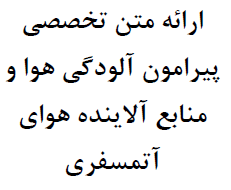 ارائه متن تخصصی
پیرامون آلودگی هوا و
منابع آلاینده هوای
آتمسفری